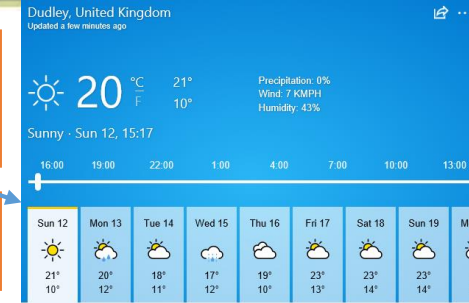 Dudley, United Kingdom
Updated a few minutes ago
20 °C F 21° 10°
Precipitation: 0%
Wind: 7 KMPH
Humidity: 43%
Sunny · Sun 12, 15:17
16:00 19:00 22:00 1:00 4:00 7:00 10:00 13:00
Sun 12 Mon 13 Tue 14 Wed 15 Thu 16 Fri 17 Sat 18 Sun 19 M
21° 20° 18° 17° 19° 23° 23° 23°
10° 12° 11° 12° 10° 13° 14° 14°